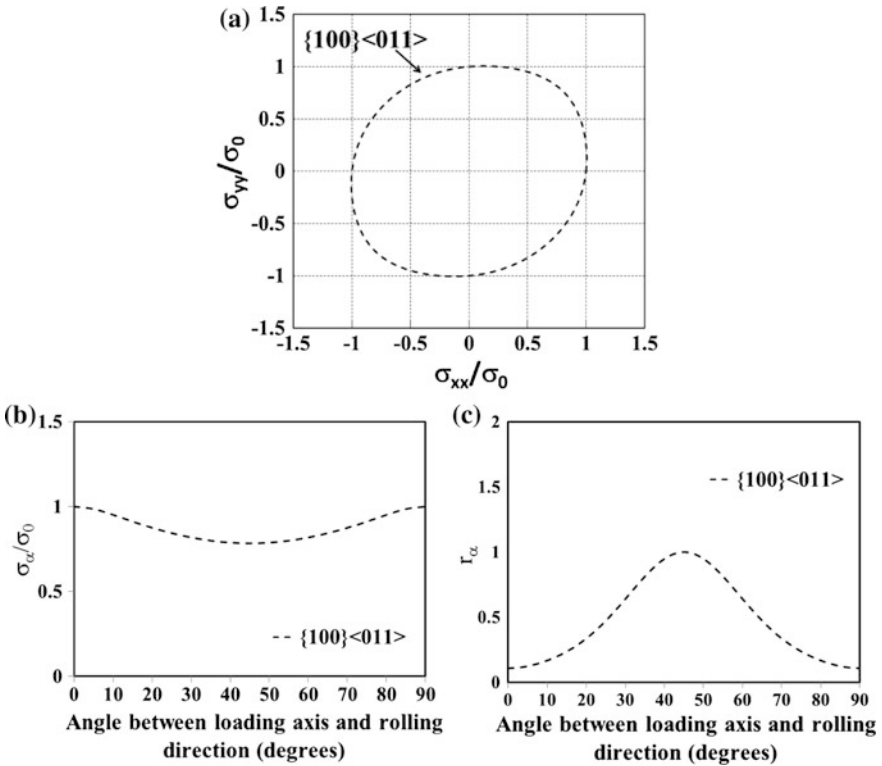 (a)
{100}<011>
1.5
1
0.5
0
-0.5
-1
-1.5
σyy/σ0
-1.5 -1 -0.5 0 0.5 1 1.5
σxx/σ0
(b)
1.5
1
0.5
0
σα/σ0
{100}<011>
0 10 20 30 40 50 60 70 80 90
Angle between loading axis and rolling
direction (degrees)
(c)
2
1.5
1
0.5
0
rα
{100}<011>
0 10 20 30 40 50 60 70 80 90
Angle between loading axis and rolling
direction (degrees)